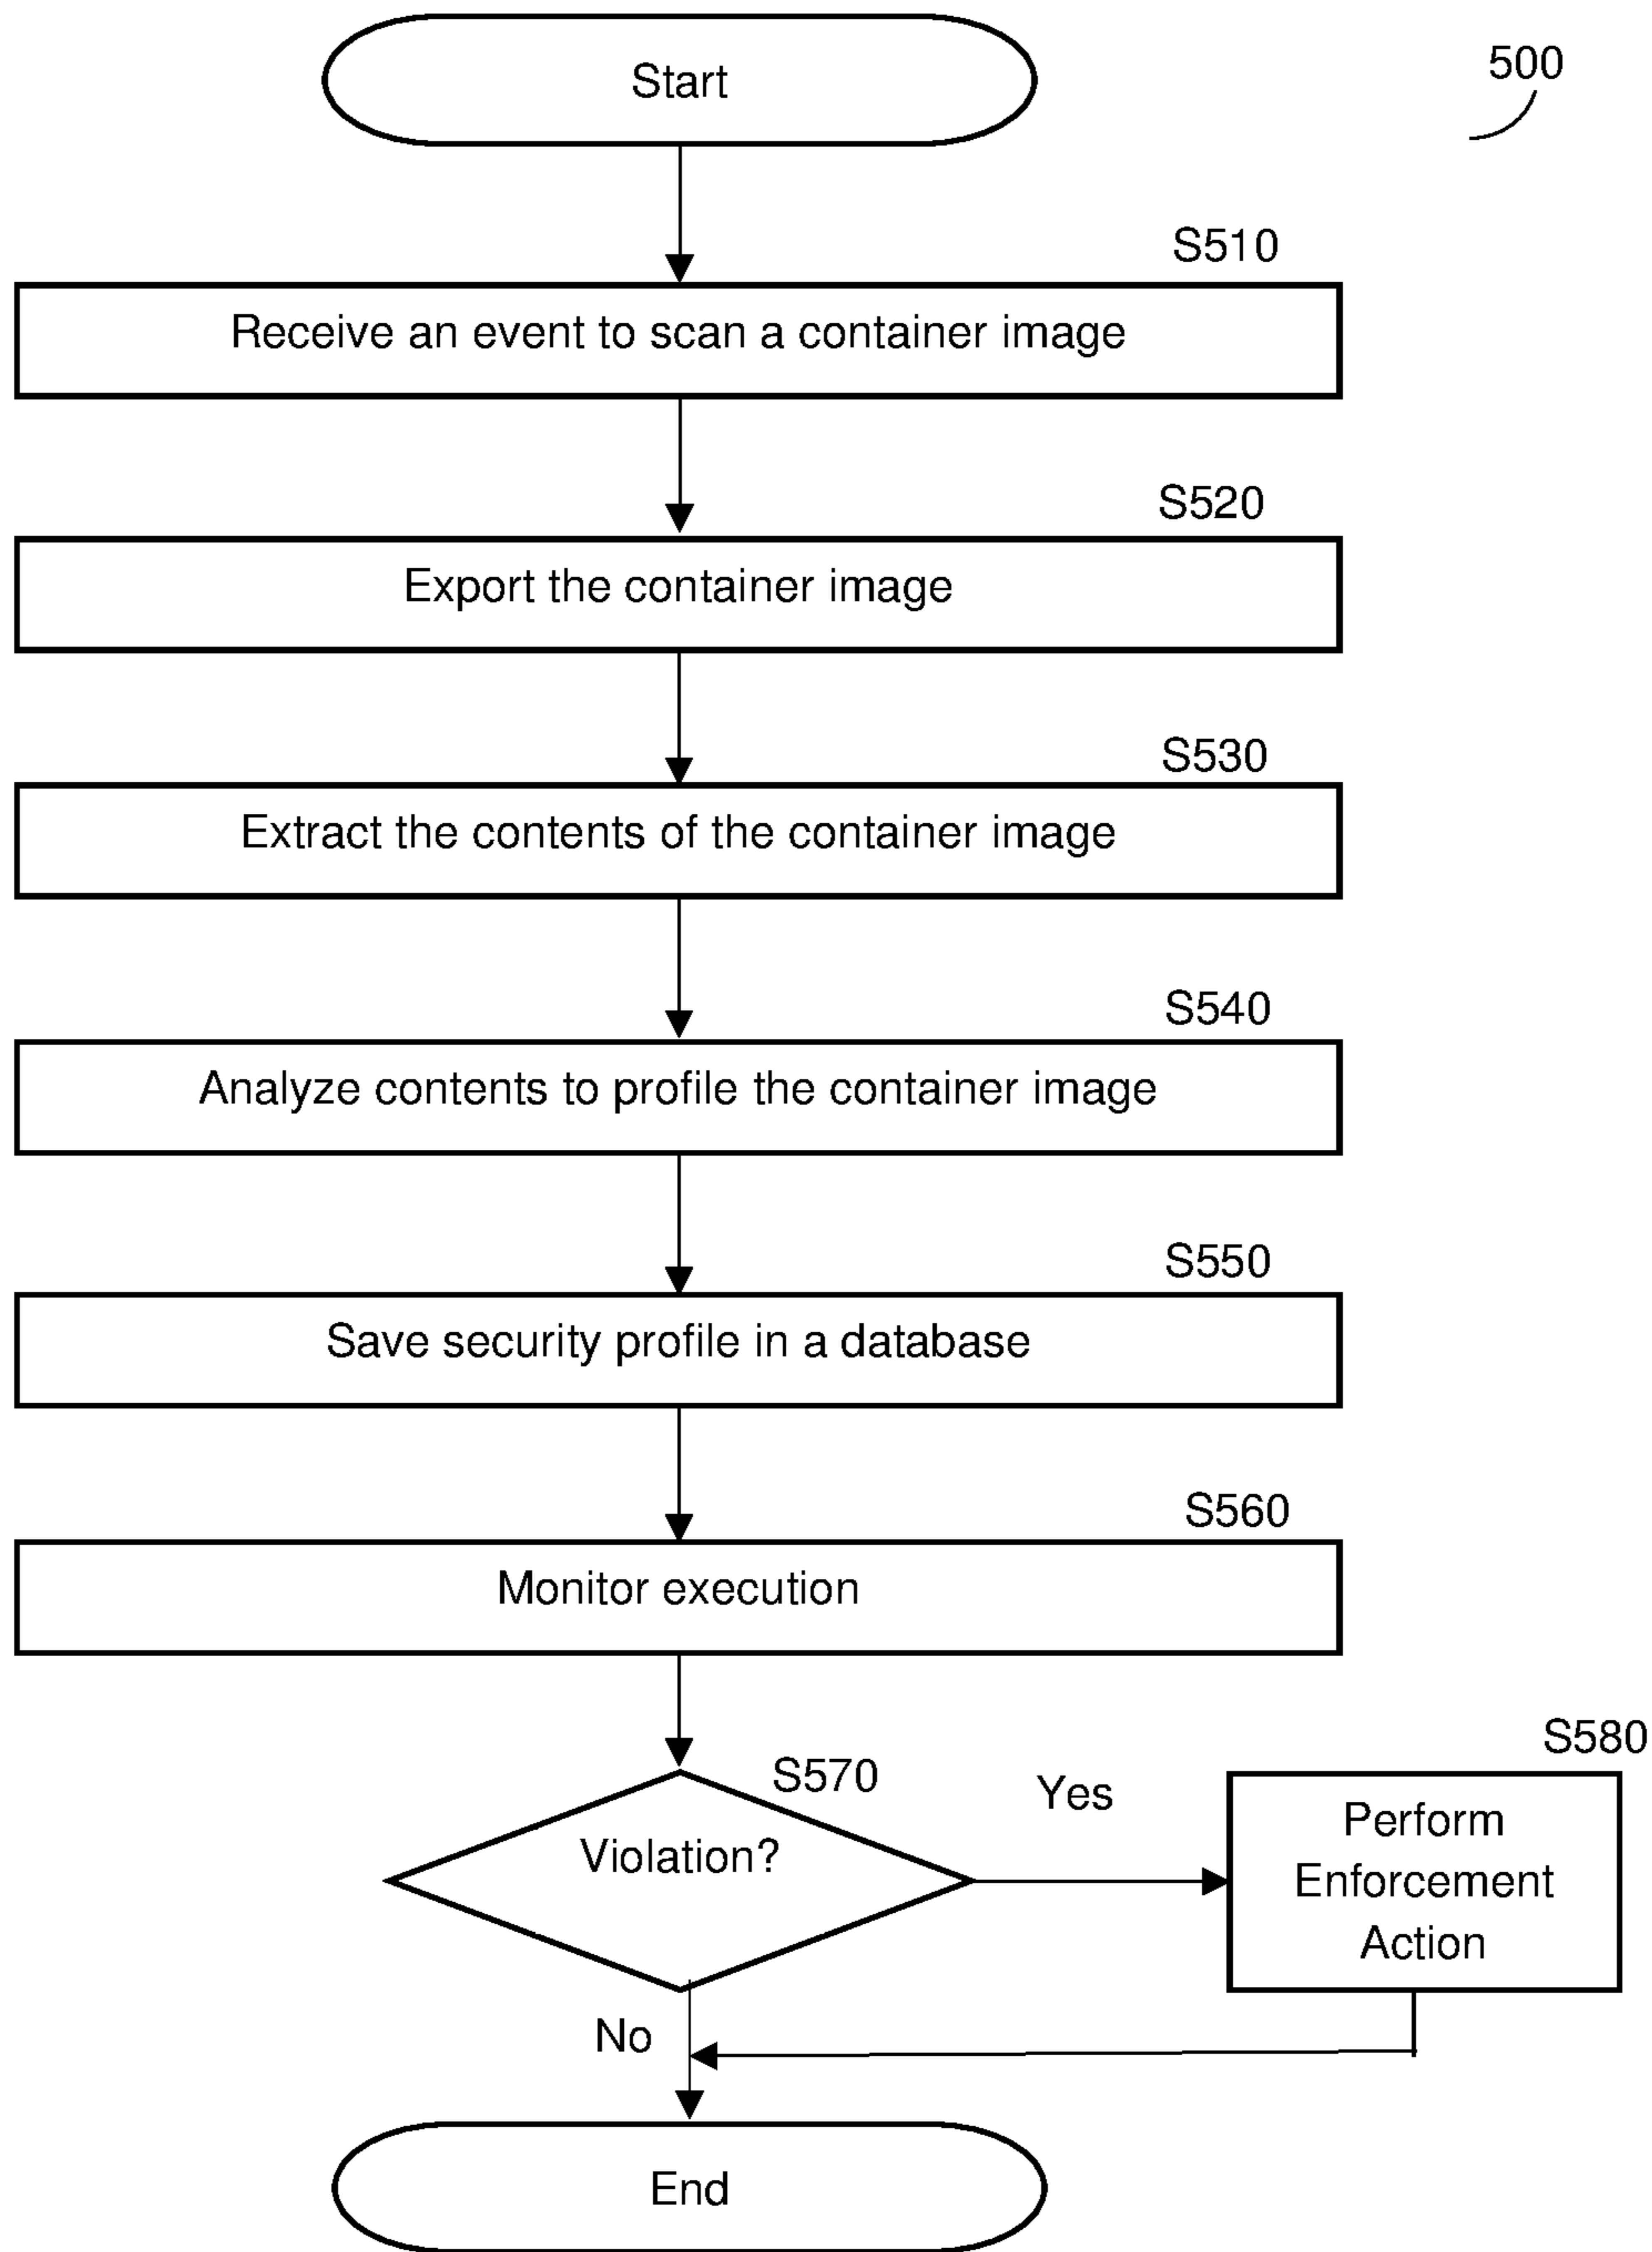 Start
500
S510
Receive an event to scan a container image
S520
Export the container image
S530
Extract the contents of the container image
S540
Analyze contents to profile the container image
S550
Save security profile in a database
S560
Monitor execution
S570
Violation?
Yes
S580
Perform
Enforcement
Action
No
End